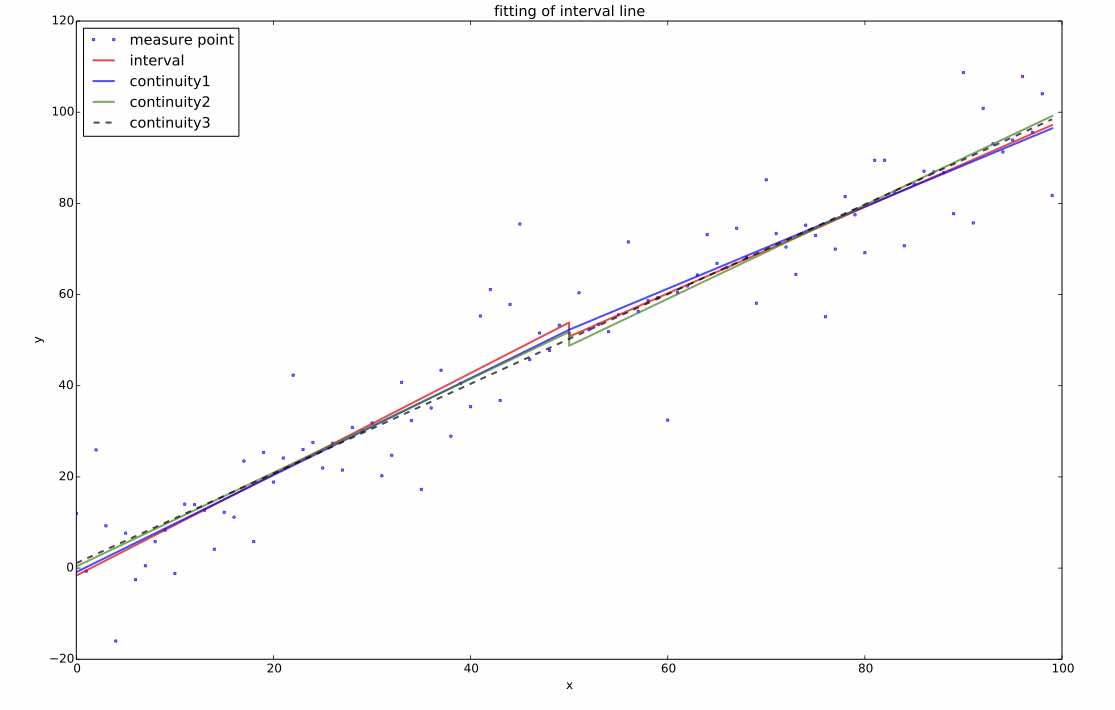 fitting of interval line
measure point
interval
continuity1
continuity2
continuity3
120
100
80
60
40
20
0
−20
y
0 20 40 60 80 100
x